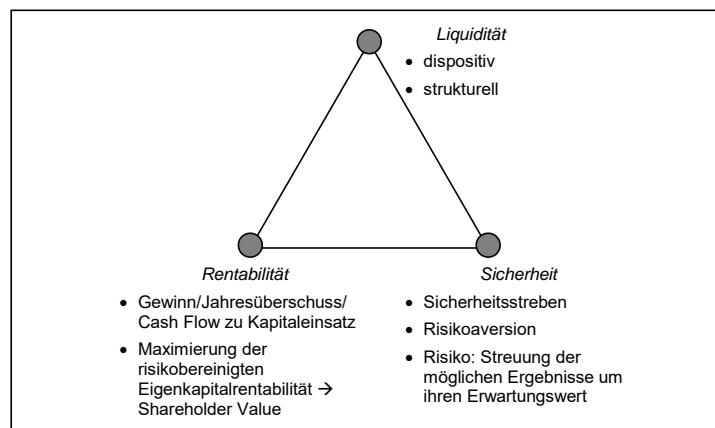 Liquidität
• dispositiv
• strukturell
Rentabilität
• Gewinn/Jahresüberschuss/
Cash Flow zu Kapitaleinsatz
• Maximierung der
risikobereinigten
Eigenkapitalrentabilität →
Shareholder Value
Sicherheit
• Sicherheitsstreben
• Risikoaversion
• Risiko: Streuung der
möglichen Ergebnisse um
ihren Erwartungswert